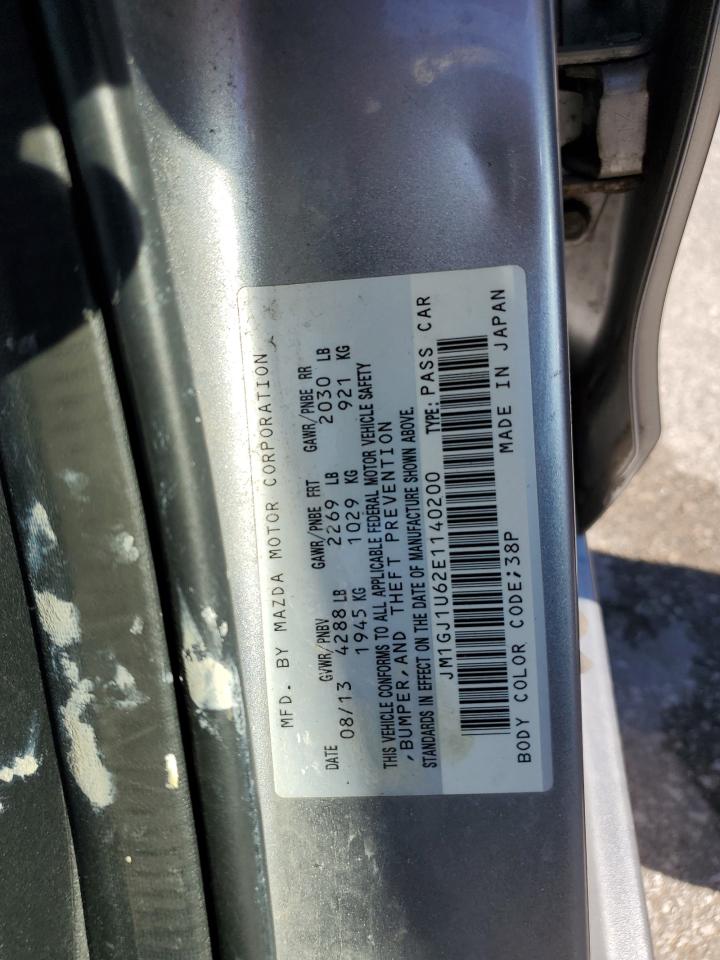 MFD. BY MAZDA MOTOR CORPORATION
DATE GVWR/PNBV GAWR/PNBE FRT GAWR/PNBE RR
08/13 4288 LB 2269 LB 2030 LB
1945 KG 1029 KG 921 KG
THIS VEHICLE CONFORMS TO ALL APPLICABLE FEDERAL MOTOR VEHICLE SAFETY
, BUMPER, AND THEFT PREVENTION
STANDARDS IN EFFECT ON THE DATE OF MANUFACTURE SHOWN ABOVE.
JM1GJ1U62E1140200 TYPE: PASS CAR
BODY COLOR CODE;38P MADE IN JAPAN